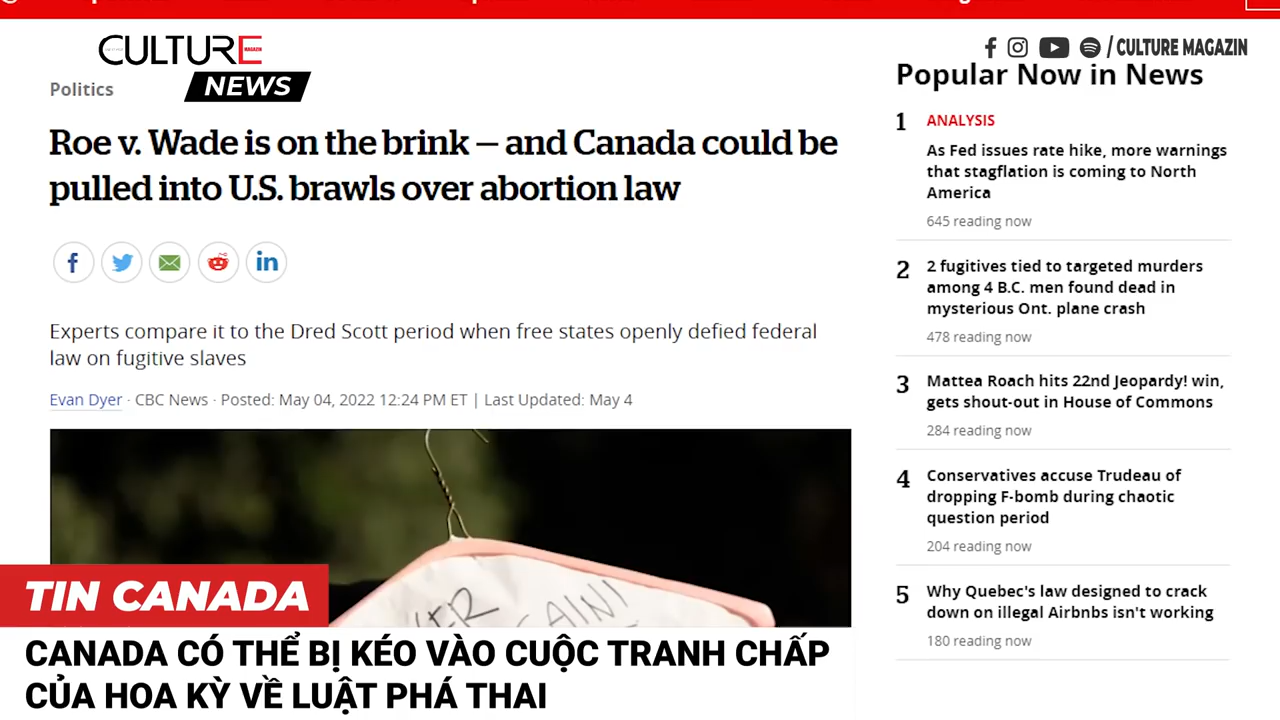 CULTURE
MAGAZIN
NEWS
/ CULTURE MAGAZIN
Politics
Roe v. Wade is on the brink — and Canada could be
pulled into U.S. brawls over abortion law
Experts compare it to the Dred Scott period when free states openly defied federal
law on fugitive slaves
Evan Dyer · CBC News · Posted: May 04, 2022 12:24 PM ET | Last Updated: May 4
Popular Now in News
1
ANALYSIS
As Fed issues rate hike, more warnings
that stagflation is coming to North
America
645 reading now
2
2 fugitives tied to targeted murders
among 4 B.C. men found dead in
mysterious Ont. plane crash
478 reading now
3
Mattea Roach hits 22nd Jeopardy! win,
gets shout-out in House of Commons
284 reading now
4
Conservatives accuse Trudeau of
dropping F-bomb during chaotic
question period
204 reading now
5
Why Quebec's law designed to crack
down on illegal Airbnbs isn't working
180 reading now
TIN CANADA
CANADA CÓ THỂ BỊ KÉO VÀO CUỘC TRANH CHẤP
CỦA HOA KỲ VỀ LUẬT PHÁ THAI